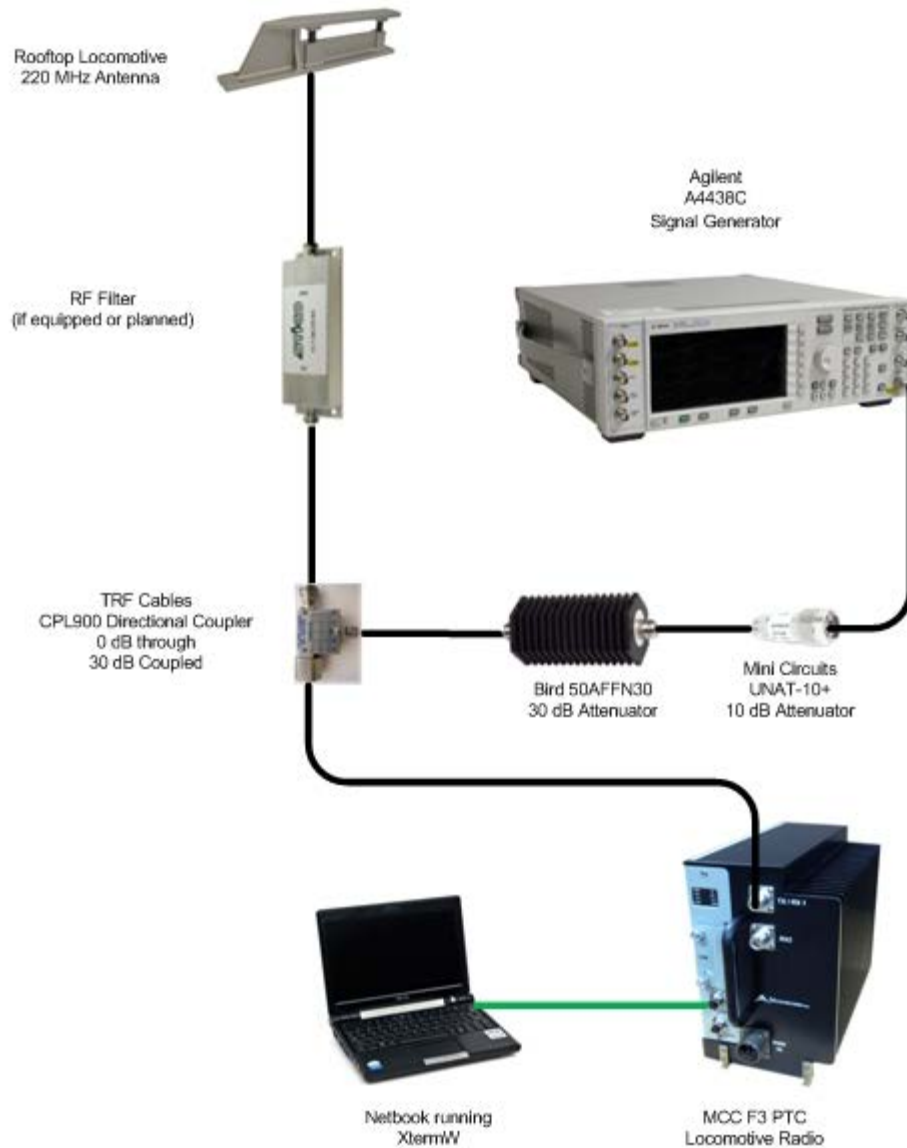 Rooftop Locomotive
220 MHz Antenna
Agilent
A4438C
Signal Generator
RF Filter
(if equipped or planned)
TRF Cables
CPL900 Directional Coupler
0 dB through
30 dB Coupled
Bird 50AFFN30
30 dB Attenuator
Mini Circuits
UNAT-10+
10 dB Attenuator
Netbook running
XtermW
MCC F3 PTC
Locomotive Radio